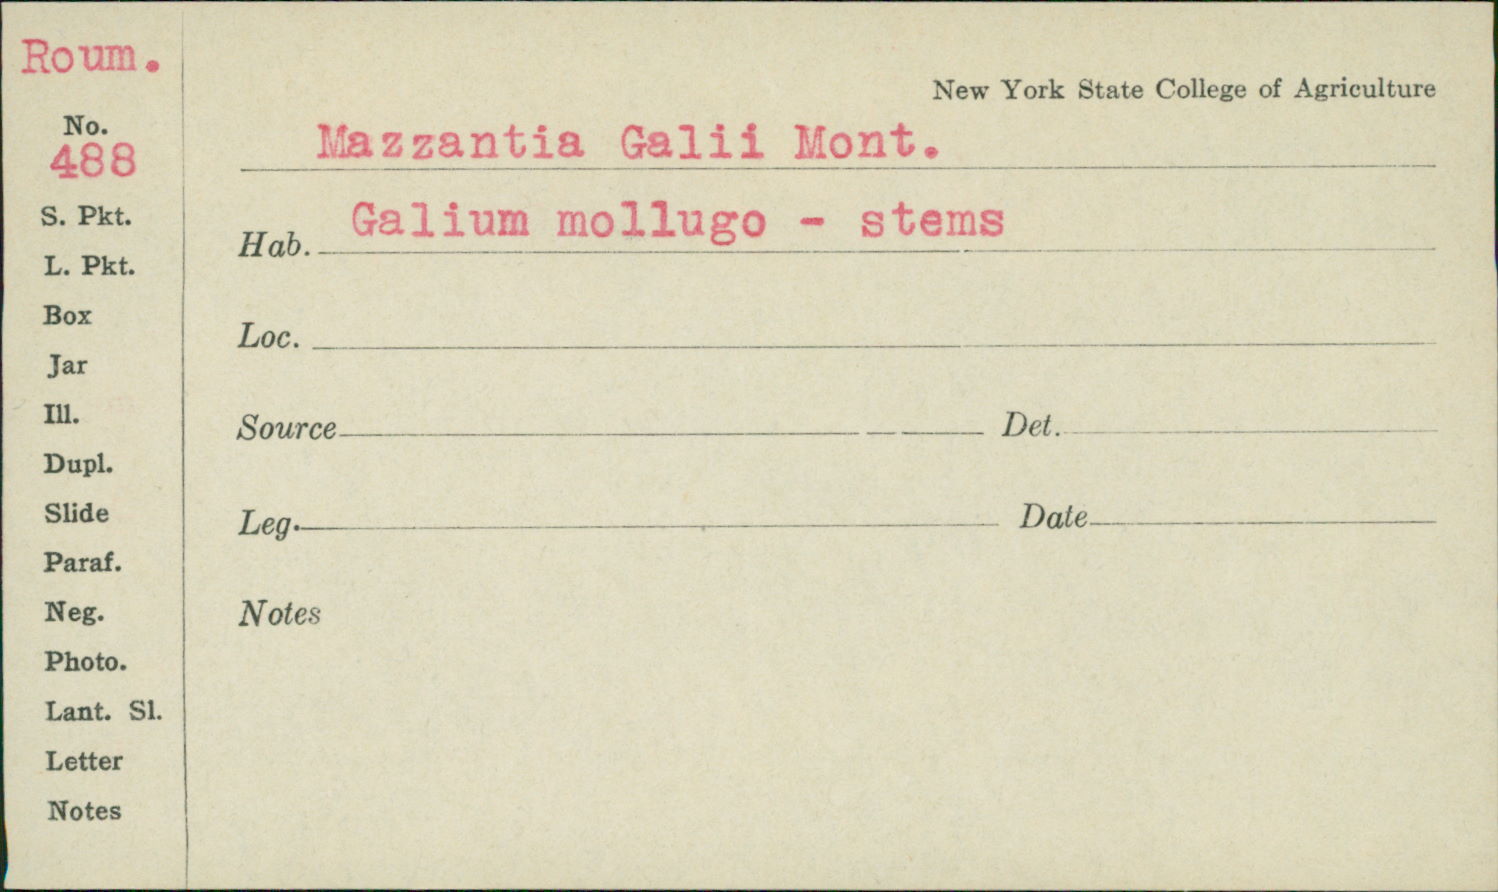 Roum.
No.
488
S. Pkt.
L. Pkt.
Box
Jar
Ill.
Dupl.
Slide
Paraf.
Neg.
Photo.
Lant. Sl.
Letter
Notes
New York State College of Agriculture
Mazzantia Galii Mont.
Hab. Galium mollugo - stems
Loc.
Source Det.
Leg. Date
Notes